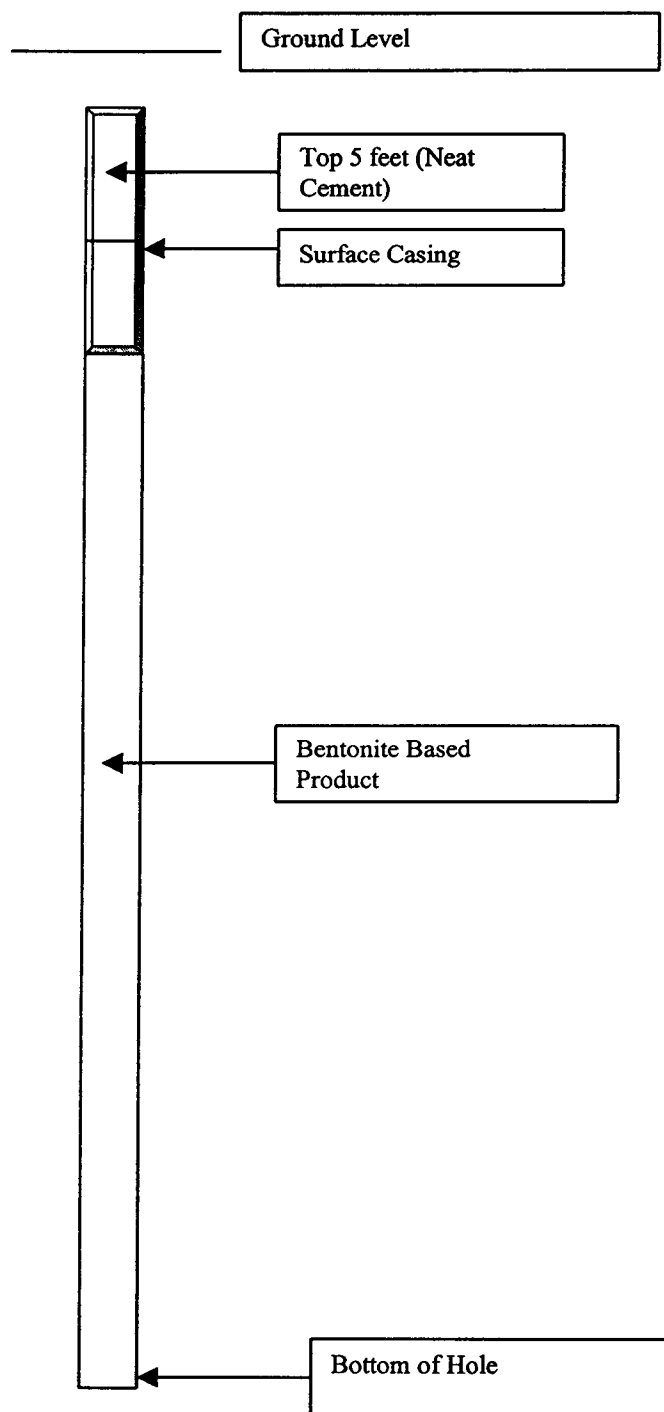 Ground Level
Top 5 feet (Neat
Cement)
Surface Casing
Bentonite Based
Product
Bottom of Hole